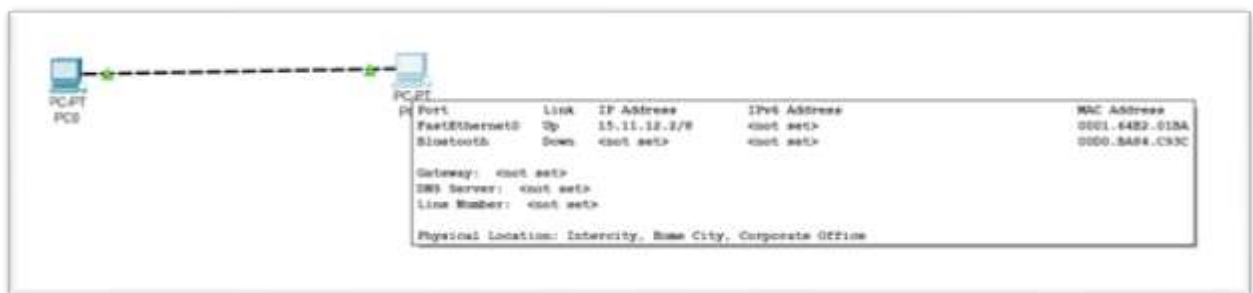 PC-PT
PC0
PC-PT
Port Link IP Address IPv6 Address MAC Address
FastEthernet0 Up 15.11.12.2/8 <not set> <not set> 0001.64B2.01BA
Bluetooth Down <not set> <not set> 00D0.BA84.C93C
Gateway: <not set>
DNS Server: <not set>
Line Number: <not set>
Physical Location: Intercity, Home City, Corporate Office